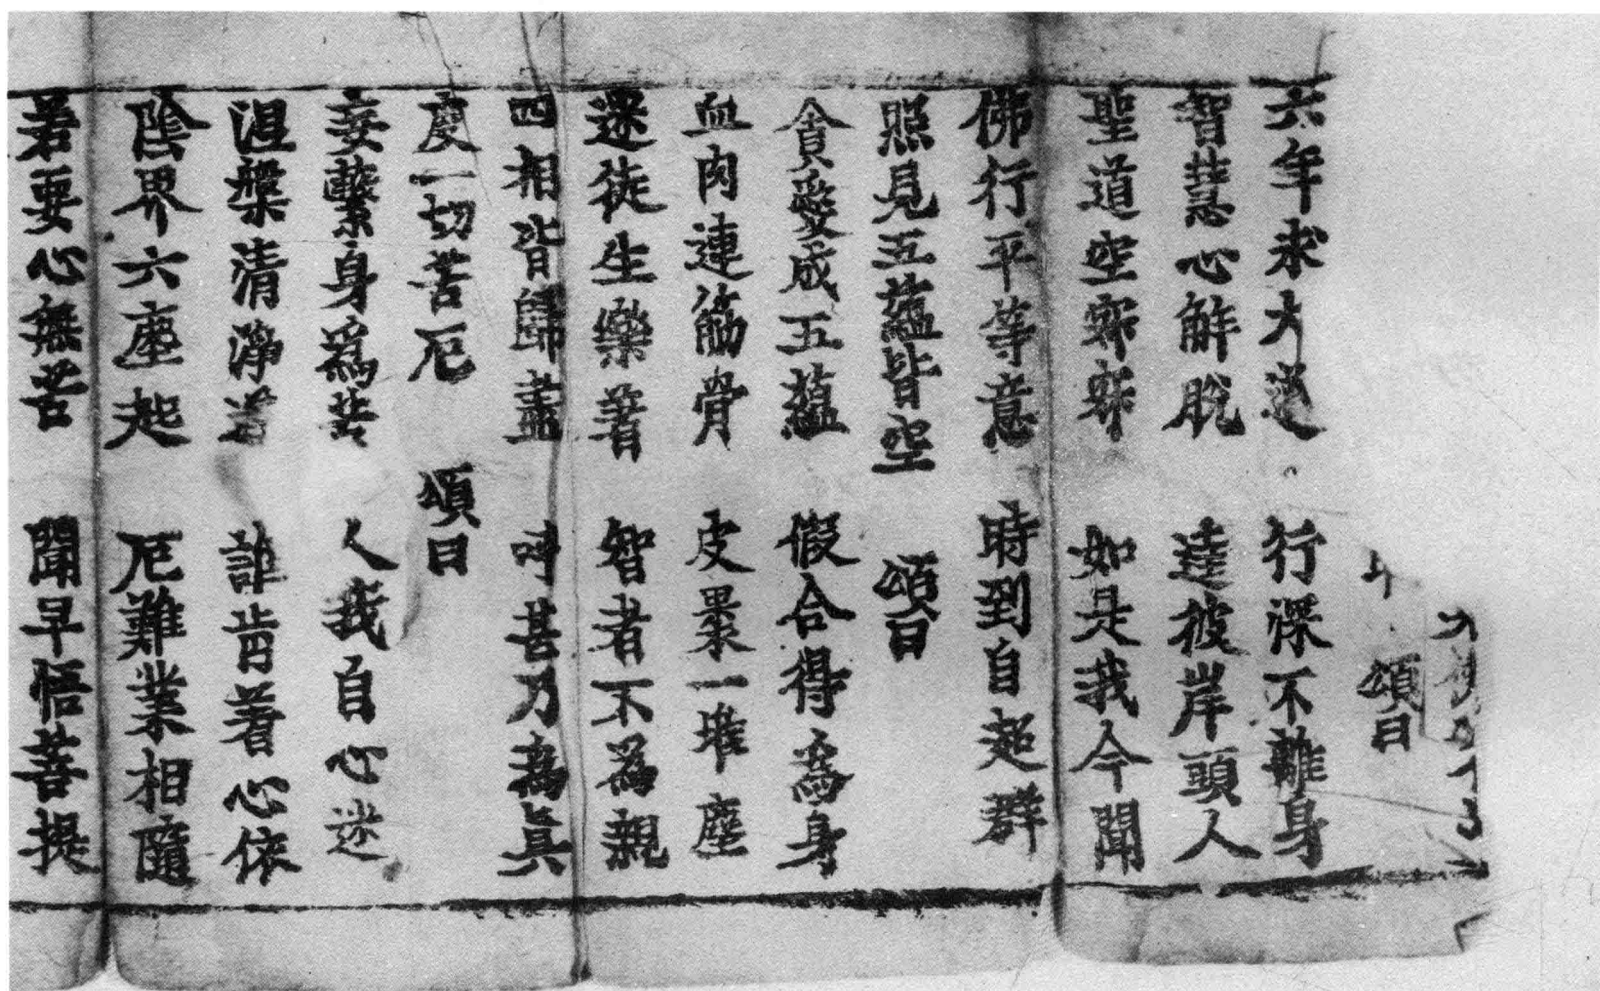 頌曰
六年求大道 行深不離身
智慧心解脫 達彼岸頭人
聖道空寂寂 如是我今聞
佛行平等意 時到自超群
照見五蘊皆空 頌曰
貪愛成五蘊 假合得為身
血肉連筋骨 皮裹一堆塵
迷徒生樂著 智者不為親
四相皆歸盡 呼甚乃為真
度一切苦厄 頌曰
妄繫身為苦 人我自心迷
涅槃清淨道 誰肯著心依
陰界六塵起 厄難業相隨
若要心無苦 聞早悟菩提